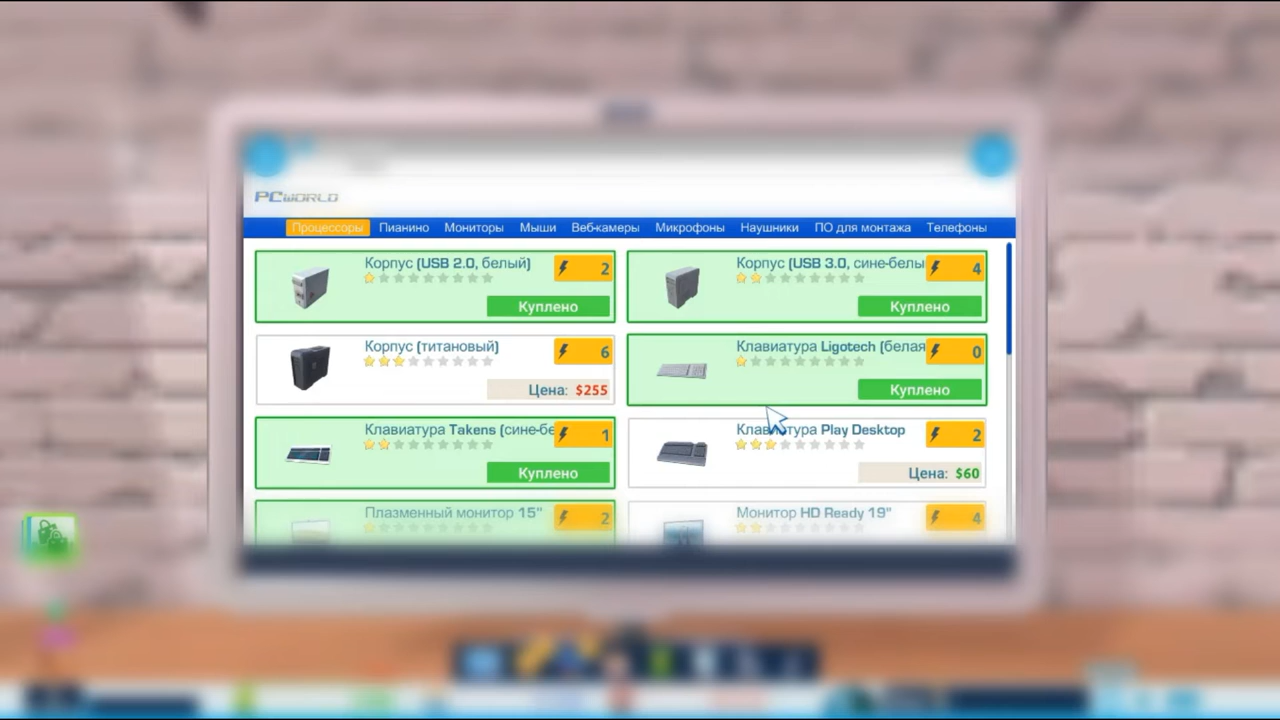 PCWORLD
Процессоры Пианино Мониторы Мыши Веб-камеры Микрофоны Наушники ПО для монтажа Телефоны
Корпус (USB 2.0, белый) 2
Куплено
Корпус (USB 3.0, сине-белы 4
Куплено
Корпус (титановый) 6
Цена: $255
Клавиатура Ligotech (белая 0
Куплено
Клавиатура Takens (сине-бе 1
Куплено
Клавиатура Play Desktop 2
Цена: $60
Плазменный монитор 15" 2
Монитор HD Ready 19" 4